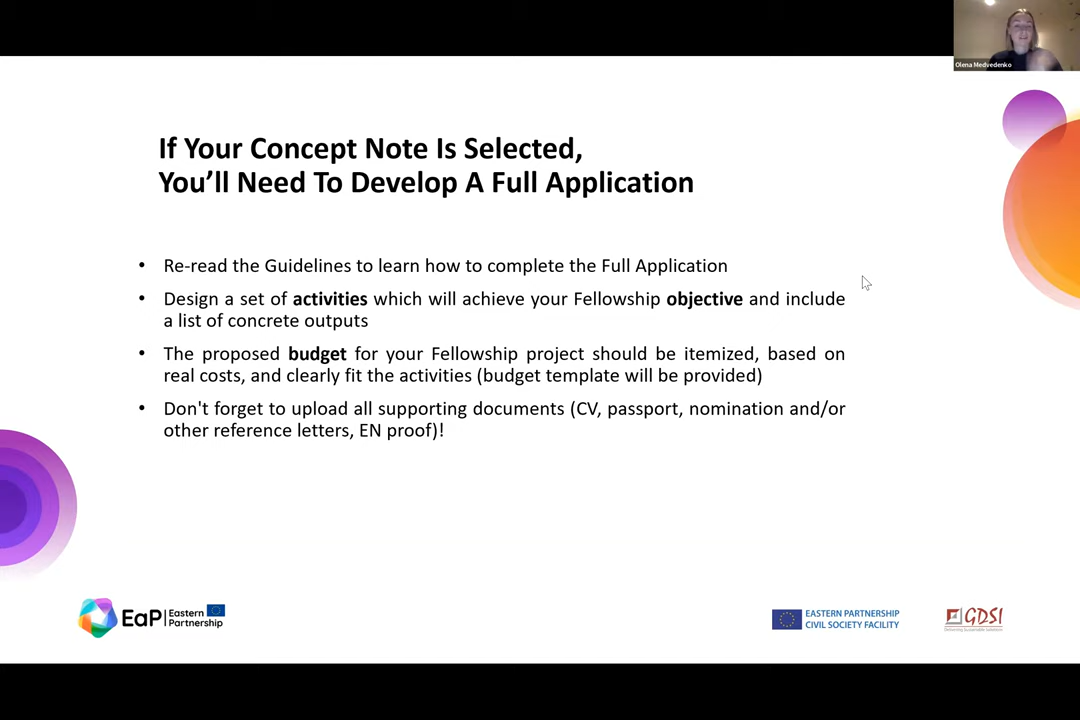 Olena Medvedenko
If Your Concept Note Is Selected,
You’ll Need To Develop A Full Application
• Re-read the Guidelines to learn how to complete the Full Application
• Design a set of activities which will achieve your Fellowship objective and include
a list of concrete outputs
• The proposed budget for your Fellowship project should be itemized, based on
real costs, and clearly fit the activities (budget template will be provided)
• Don't forget to upload all supporting documents (CV, passport, nomination and/or
other reference letters, EN proof)!
EaP | Eastern
Partnership
EASTERN PARTNERSHIP
CIVIL SOCIETY FACILITY
GDSI
Delivering Sustainable Solutions